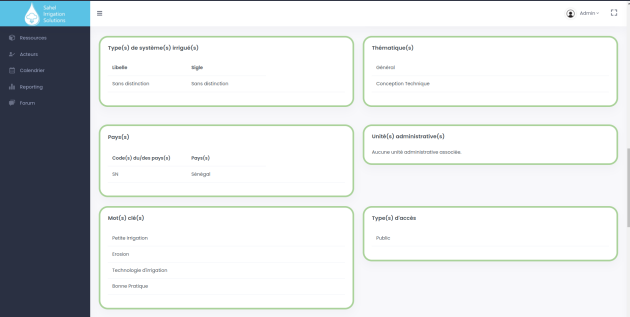 Sahel
Irrigation
Solutions
Admin
Ressources
Acteurs
Calendrier
Reporting
Forum
Type(s) de système(s) irrigué(s)
Libelle Sigle
Sans distinction Sans distinction
Thématique(s)
Général
Conception Technique
Pays(s)
Code(s) du/des pays(s) Pays(s)
SN Sénégal
Unité(s) administrative(s)
Aucune unité administrative associée.
Mot(s) clé(s)
Petite Irrigation
Erosion
Technologie d'irrigation
Bonne Pratique
Type(s) d'accès
Public